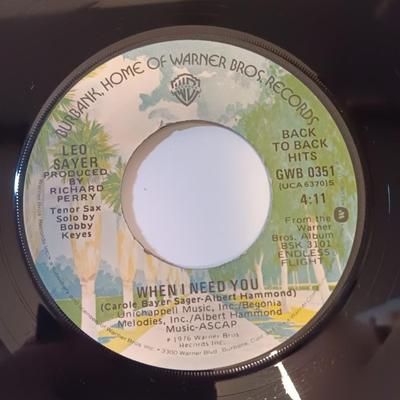 BURBANK, HOME OF WARNER BROS. RECORDS
LEO
SAYER
PRODUCED BY
RICHARD
PERRY
Tenor Sax
Solo by
Bobby
Keyes
BACK
TO BACK
HITS
GWB 0351
(UCA 6370)S
4:11
From the
Warner
Bros. Album
BSK 3101
ENDLESS
FLIGHT
WHEN I NEED YOU
(Carole Bayer Sager-Albert Hammond)
Unichappell Music, Inc./Begonia
Melodies, Inc./Albert Hammond
Music-ASCAP
℗ 1976 Warner Bros.
Records Inc.
3300 Warner Blvd., Burbank, Calif.